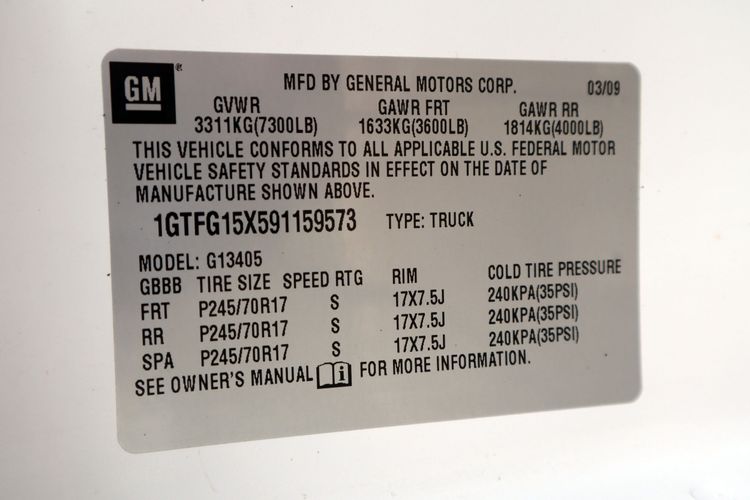 GM
MFD BY GENERAL MOTORS CORP. 03/09
GVWR GAWR FRT GAWR RR
3311KG(7300LB) 1633KG(3600LB) 1814KG(4000LB)
THIS VEHICLE CONFORMS TO ALL APPLICABLE U.S. FEDERAL MOTOR
VEHICLE SAFETY STANDARDS IN EFFECT ON THE DATE OF
MANUFACTURE SHOWN ABOVE.
1GTFG15X591159573 TYPE: TRUCK
MODEL: G13405
GBBB TIRE SIZE SPEED RTG RIM COLD TIRE PRESSURE
FRT P245/70R17 S 17X7.5J 240KPA(35PSI)
RR P245/70R17 S 17X7.5J 240KPA(35PSI)
SPA P245/70R17 S 17X7.5J 240KPA(35PSI)
SEE OWNER'S MANUAL i FOR MORE INFORMATION.